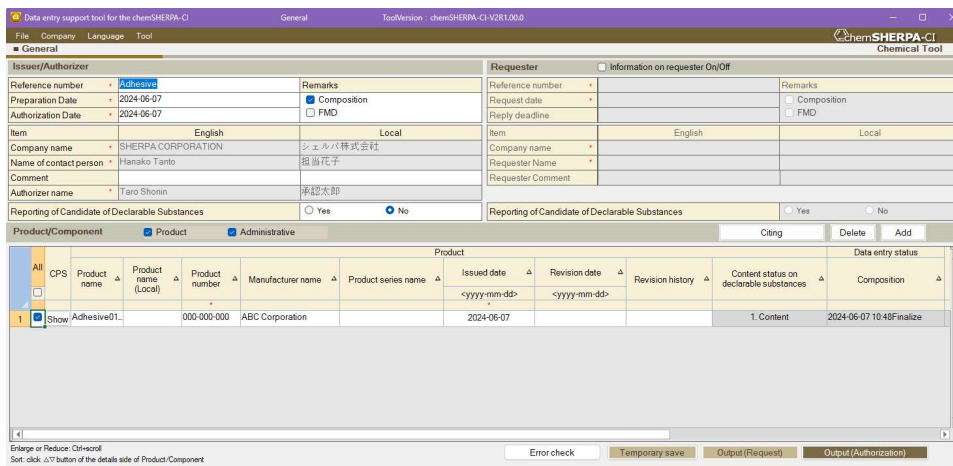 Data entry support tool for the chemSHERPA-CI General ToolVersion : chemSHERPA-CI-V2R1.00.0
File Company Language Tool chemSHERPA-CI
■ General Chemical Tool
Issuer/Authorizer Requester Information on requester On/Off
Reference number * Adhesive Remarks Reference number * Remarks
Preparation Date * 2024-06-07 Composition Request date * Composition
Authorization Date * 2024-06-07 FMD Reply deadline FMD
Item English Local Item English Local
Company name * SHERPA CORPORATION シェルパ株式会社 Company name *
Name of contact person * Hanako Tanto 担当花子 Requester Name *
Comment Requester Comment
Authorizer name * Taro Shonin 承認太郎
Reporting of Candidate of Declarable Substances Yes No Reporting of Candidate of Declarable Substances Yes No
Product/Component Product Administrative Citing Delete Add
Product Data entry status
All CPS Product name △ Product name (Local) △ Product number △ Manufacturer name △ Product series name △ Issued date △ Revision date △ Revision history △ Content status on declarable substances △ Composition △
<yyyy-mm-dd> <yyyy-mm-dd>
* *
1 Show Adhesive01... 000-000-000 ABC Corporation 2024-06-07 1. Content 2024-06-07 10:48Finalize
Enlarge or Reduce: Ctrl+scroll
Sort: click △▽ button of the details side of Product/Component
Error check Temporary save Output (Request) Output (Authorization)